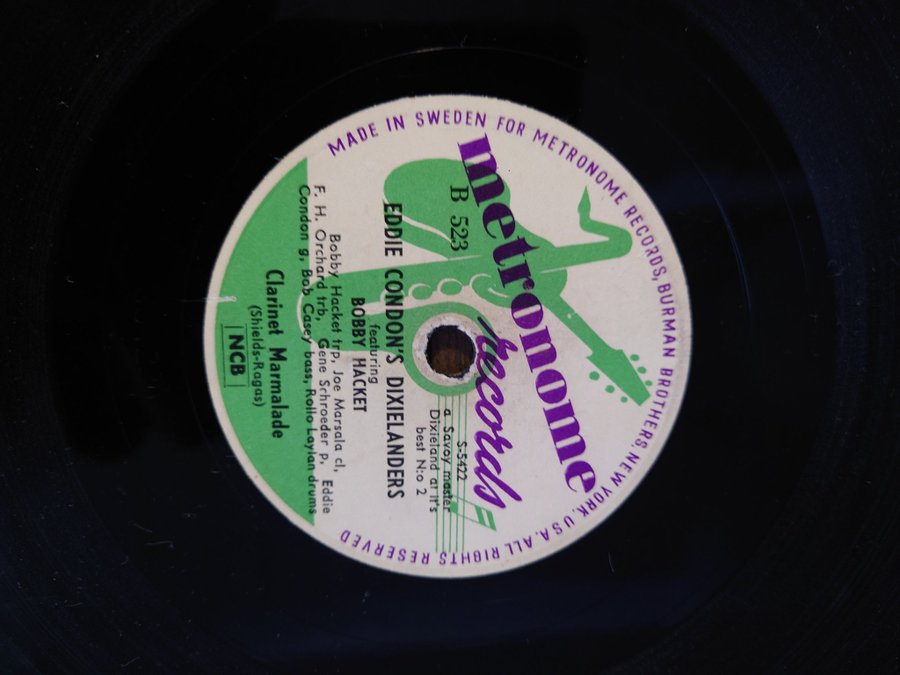 MADE IN SWEDEN FOR METRONOME RECORDS, BURMAN BROTHERS, NEW YORK, U.S.A. ALL RIGHTS RESERVED
metronome
Records
B 523
S-5422
a Savoy master
Dixieland at it's
best N:o 2
EDDIE CONDON'S DIXIELANDERS
featuring
BOBBY HACKET
Bobby Hacket trp, Joe Marsala cl,
F. H. Orchard trb, Gene Schroeder p, Eddie
Condon g, Bob Casey bass, Rollo Laylan drums
Clarinet Marmalade
(Shields-Ragas)
NCB